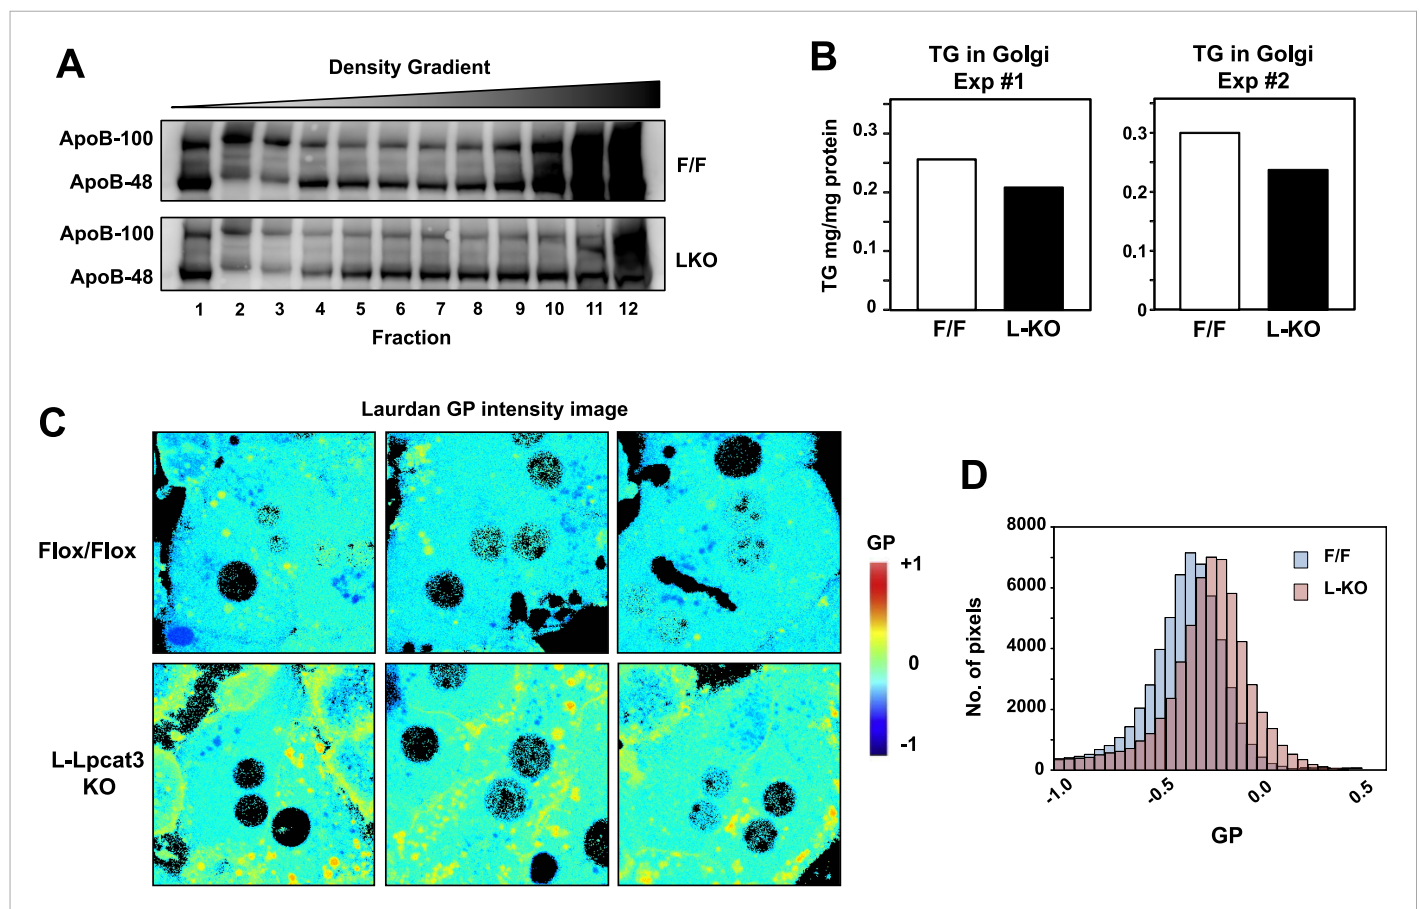 A
Density Gradient
ApoB-100
ApoB-48
F/F
ApoB-100
ApoB-48
LKO
1 2 3 4 5 6 7 8 9 10 11 12
Fraction
B
TG in Golgi
Exp #1
TG in Golgi
Exp #2
TG mg/mg protein
0.3
0.2
0.1
0
F/F L-KO
0.3
0.2
0.1
0
F/F L-KO
C
Laurdan GP intensity image
Flox/Flox
L-Lpcat3
KO
GP
+1
0
-1
D
No. of pixels
8000
6000
4000
2000
0
F/F
L-KO
-1.0 -0.5 0.0 0.5
GP